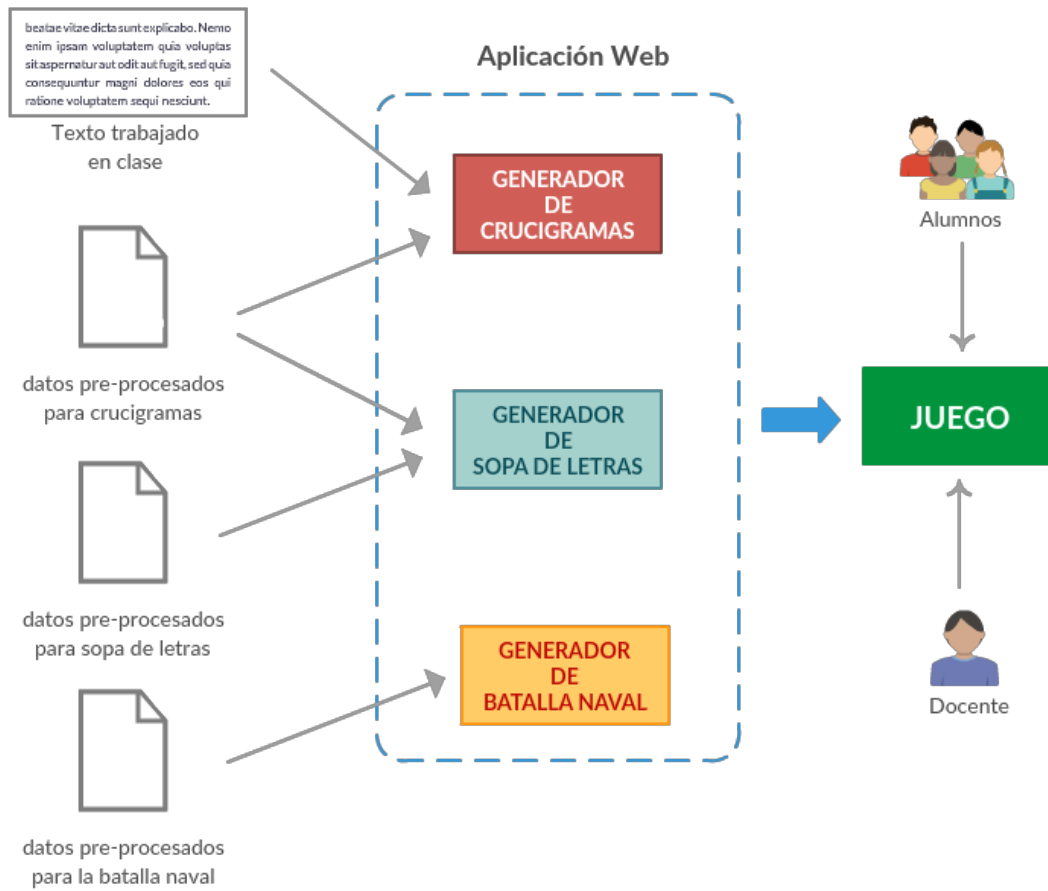 beatae vitae dicta sunt explicabo. Nemo
enim ipsam voluptatem quia voluptas
sit aspernatur aut odit aut fugit, sed quia
consequuntur magni dolores eos qui
ratione voluptatem sequi nesciunt.
Texto trabajado
en clase
datos pre-procesados
para crucigramas
datos pre-procesados
para sopa de letras
datos pre-procesados
para la batalla naval
Aplicación Web
GENERADOR
DE
CRUCIGRAMAS
GENERADOR
DE
SOPA DE LETRAS
GENERADOR
DE
BATALLA NAVAL
Alumnos
JUEGO
Docente